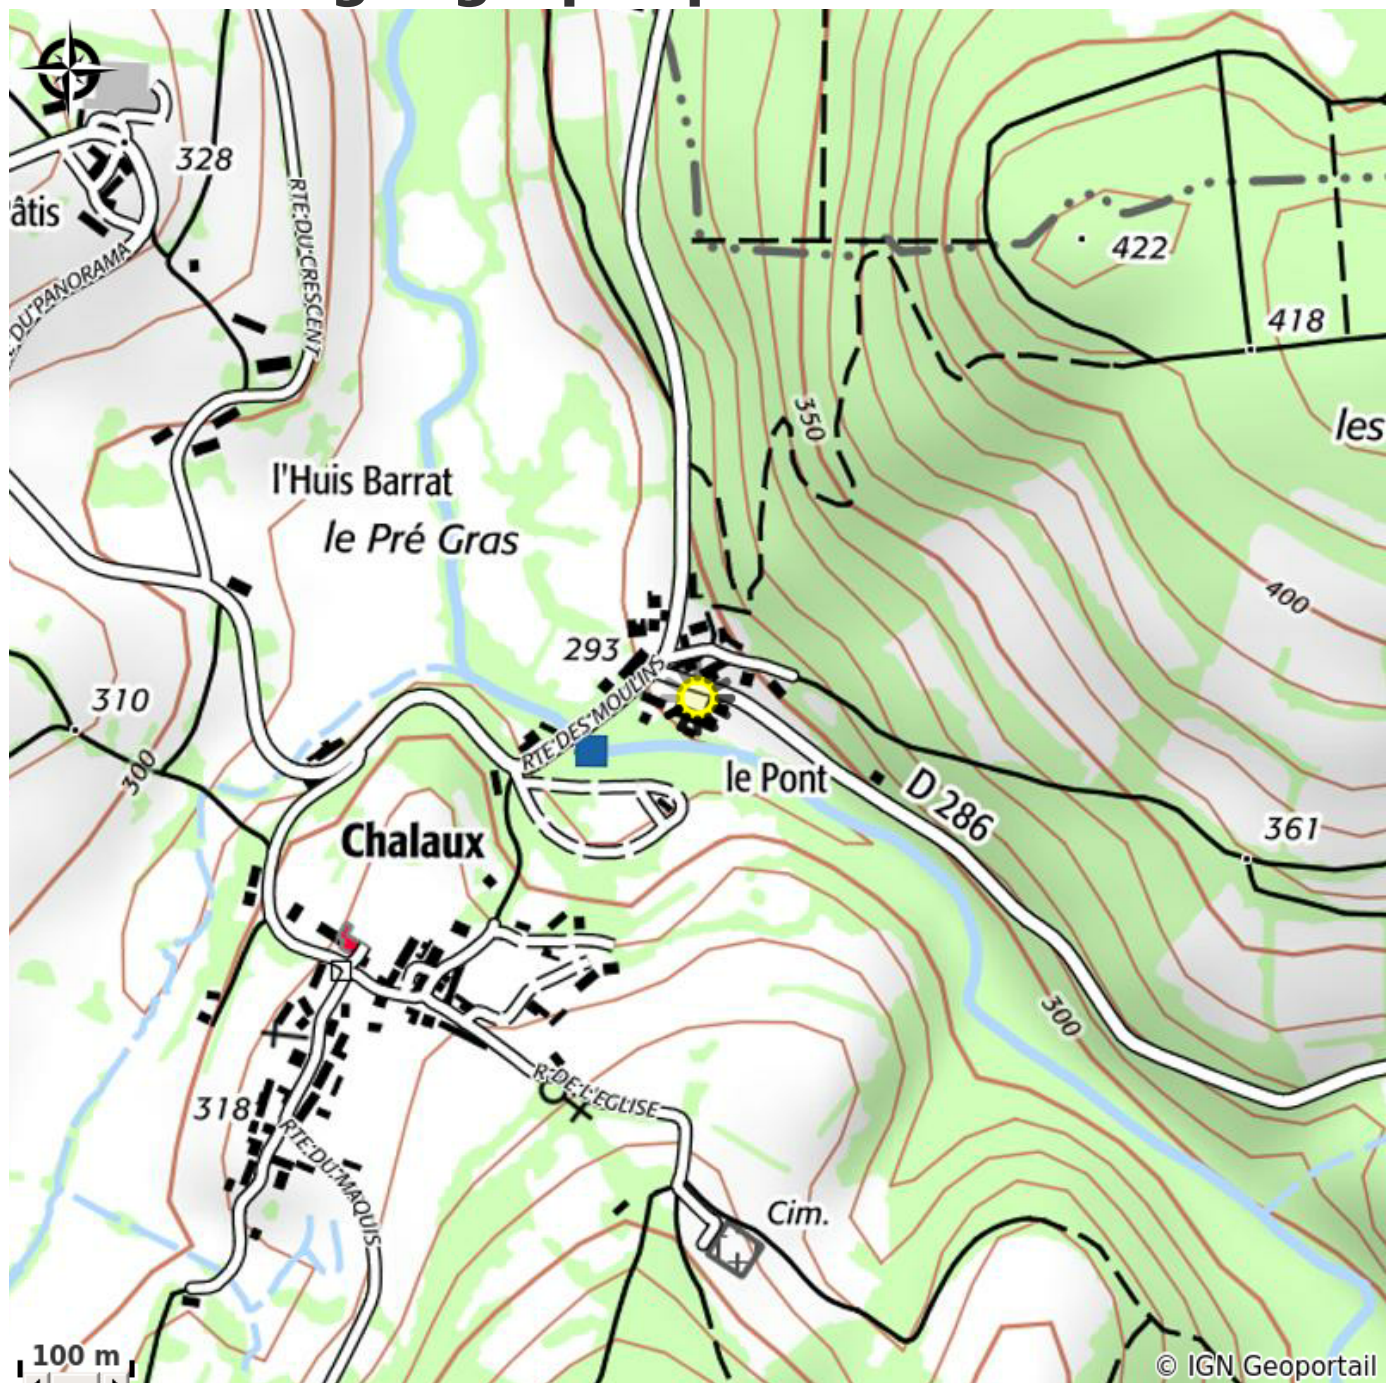 328
âtis
DU PANORAMA
RTE DU CRESCENT
422
418
350
les
l'Huis Barrat
le Pré Gras
400
293
310
300
RTE DES MOULINS
le Pont
D 286
361
Chalaux
300
318
R DE L'EGLISE
RTE DU MAQUIS
Cim.
100 m
© IGN Geoportail